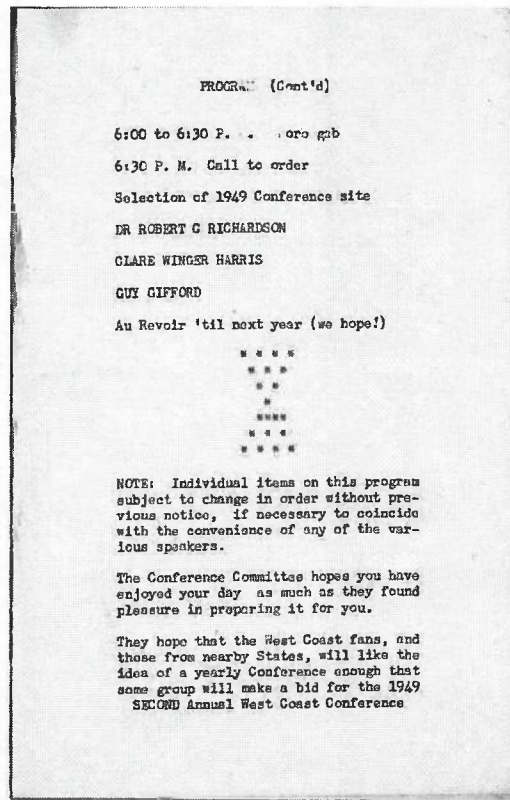 PROGRAM (Cont'd)
6:00 to 6:30 P. . gab
6:30 P. M. Call to order
Selection of 1949 Conference site
DR ROBERT C RICHARDSON
CLARE WINGER HARRIS
GUY GIFFORD
Au Revoir 'til next year (we hope!)
* * * *
* * *
* *
*
****
* * *
* * * *
NOTE: Individual items on this program
subject to change in order without pre-
vious notice, if necessary to coincide
with the convenience of any of the var-
ious speakers.
The Conference Committee hopes you have
enjoyed your day as much as they found
pleasure in preparing it for you.
They hope that the West Coast fans, and
those from nearby States, will like the
idea of a yearly Conference enough that
some group will make a bid for the 1949
SECOND Annual West Coast Conference